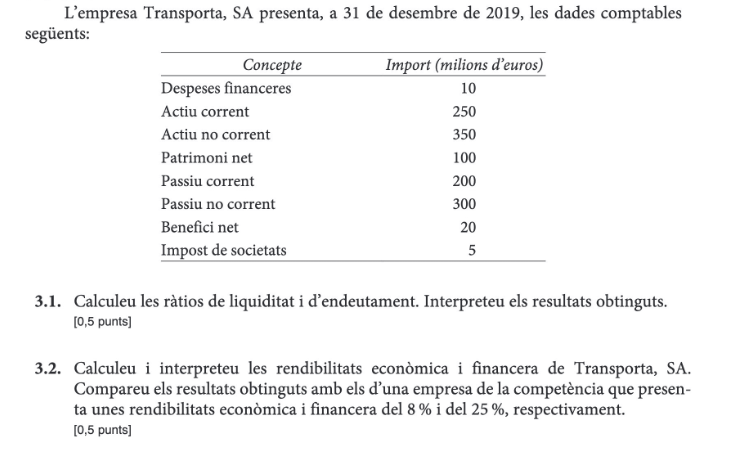 L’empresa Transporta, SA presenta, a 31 de desembre de 2019, les dades comptables
següents:
Concepte Import (milions d’euros)
Despeses financeres 10
Actiu corrent 250
Actiu no corrent 350
Patrimoni net 100
Passiu corrent 200
Passiu no corrent 300
Benefici net 20
Impost de societats 5
3.1. Calculeu les ràtios de liquiditat i d’endeutament. Interpreteu els resultats obtinguts.
[0,5 punts]
3.2. Calculeu i interpreteu les rendibilitats econòmica i financera de Transporta, SA.
Compareu els resultats obtinguts amb els d’una empresa de la competència que presen-
ta unes rendibilitats econòmica i financera del 8 % i del 25 %, respectivament.
[0,5 punts]